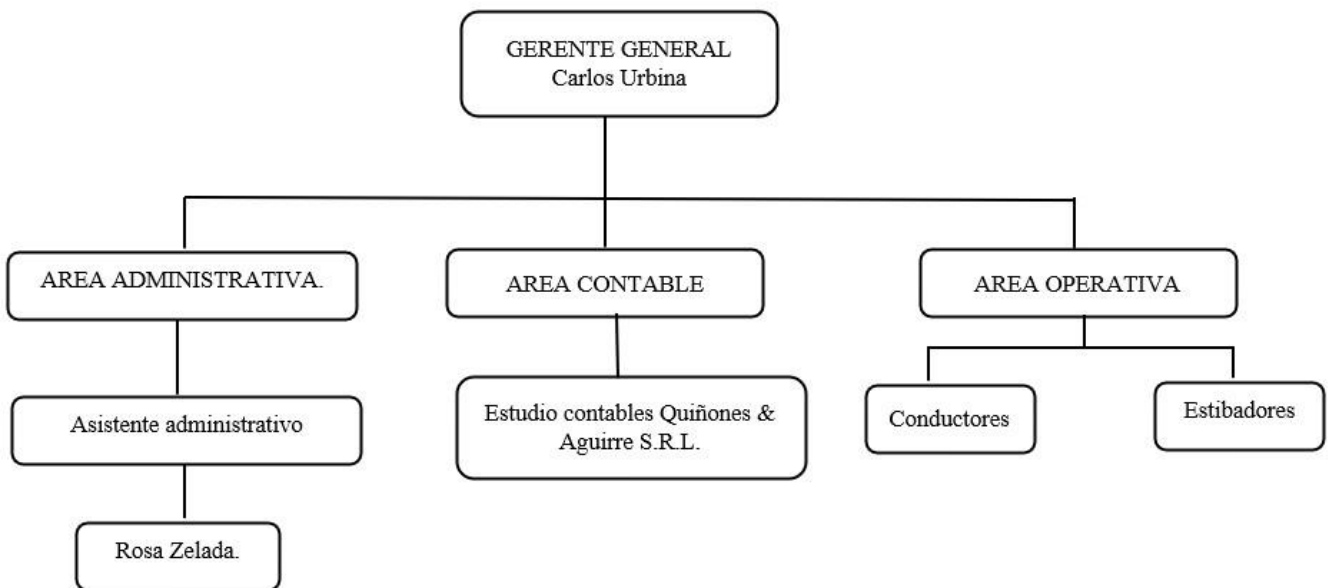 GERENTE GENERAL
Carlos Urbina
AREA ADMINISTRATIVA.
AREA CONTABLE
AREA OPERATIVA
Asistente administrativo
Estudio contables Quiñones &
Aguirre S.R.L.
Conductores
Estibadores
Rosa Zelada.